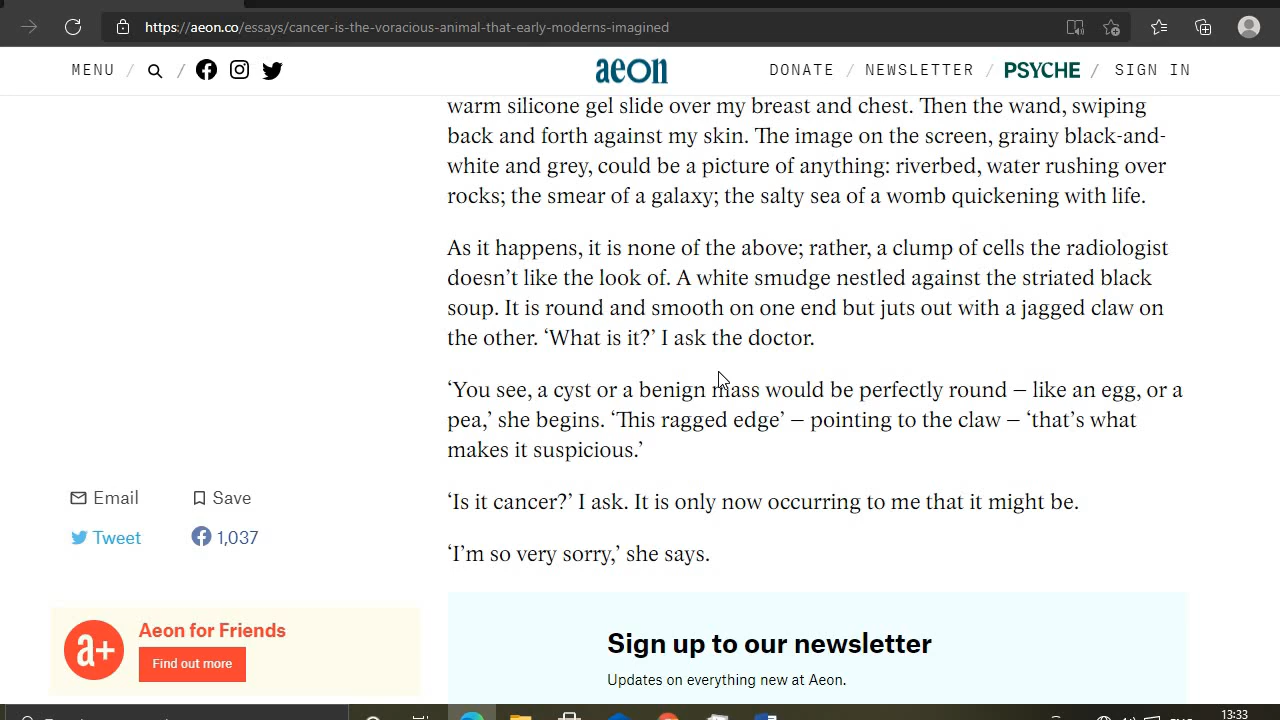 https://aeon.co/essays/cancer-is-the-voracious-animal-that-early-moderns-imagined
MENU / / aeon DONATE / NEWSLETTER / PSYCHE / SIGN IN
warm silicone gel slide over my breast and chest. Then the wand, swiping
back and forth against my skin. The image on the screen, grainy black-and-
white and grey, could be a picture of anything: riverbed, water rushing over
rocks; the smear of a galaxy; the salty sea of a womb quickening with life.
As it happens, it is none of the above; rather, a clump of cells the radiologist
doesn’t like the look of. A white smudge nestled against the striated black
soup. It is round and smooth on one end but juts out with a jagged claw on
the other. ‘What is it?’ I ask the doctor.
‘You see, a cyst or a benign mass would be perfectly round – like an egg, or a
pea,’ she begins. ‘This ragged edge’ – pointing to the claw – ‘that’s what
makes it suspicious.’
‘Is it cancer?’ I ask. It is only now occurring to me that it might be.
‘I’m so very sorry,’ she says.
Email Save
Tweet 1,037
a+ Aeon for Friends
Find out more
Sign up to our newsletter
Updates on everything new at Aeon.
13:33